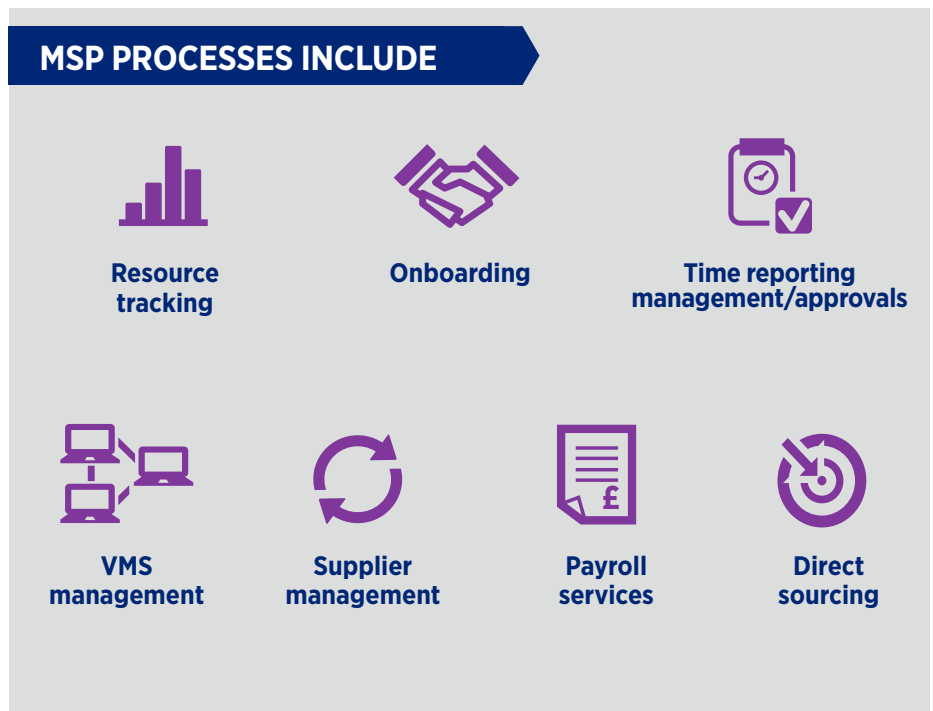 MSP PROCESSES INCLUDE
Resource
tracking
Onboarding
Time reporting
management/approvals
VMS
management
Supplier
management
£
Payroll
services
Direct
sourcing